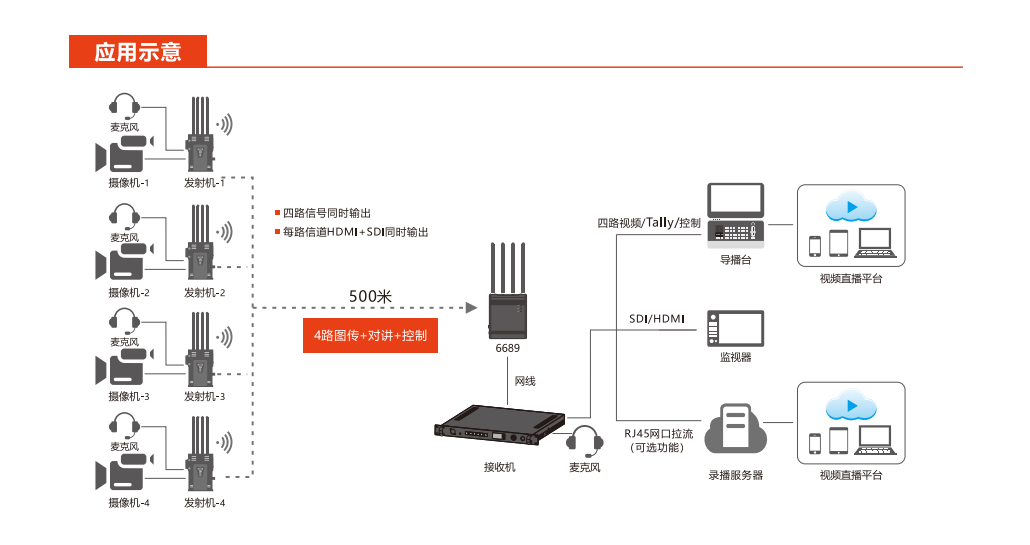 应用示意
麦克风
摄像机-1
发射机-1
麦克风
摄像机-2
发射机-2
麦克风
摄像机-3
发射机-3
麦克风
摄像机-4
发射机-4
四路信号同时输出
每路信道HDMI+SDI同时输出
500米
4路图传+对讲+控制
6689
网线
接收机
麦克风
四路视频/Tally/控制
导播台
视频直播平台
SDI/HDMI
监视器
RJ45网口拉流
(可选功能)
录播服务器
视频直播平台